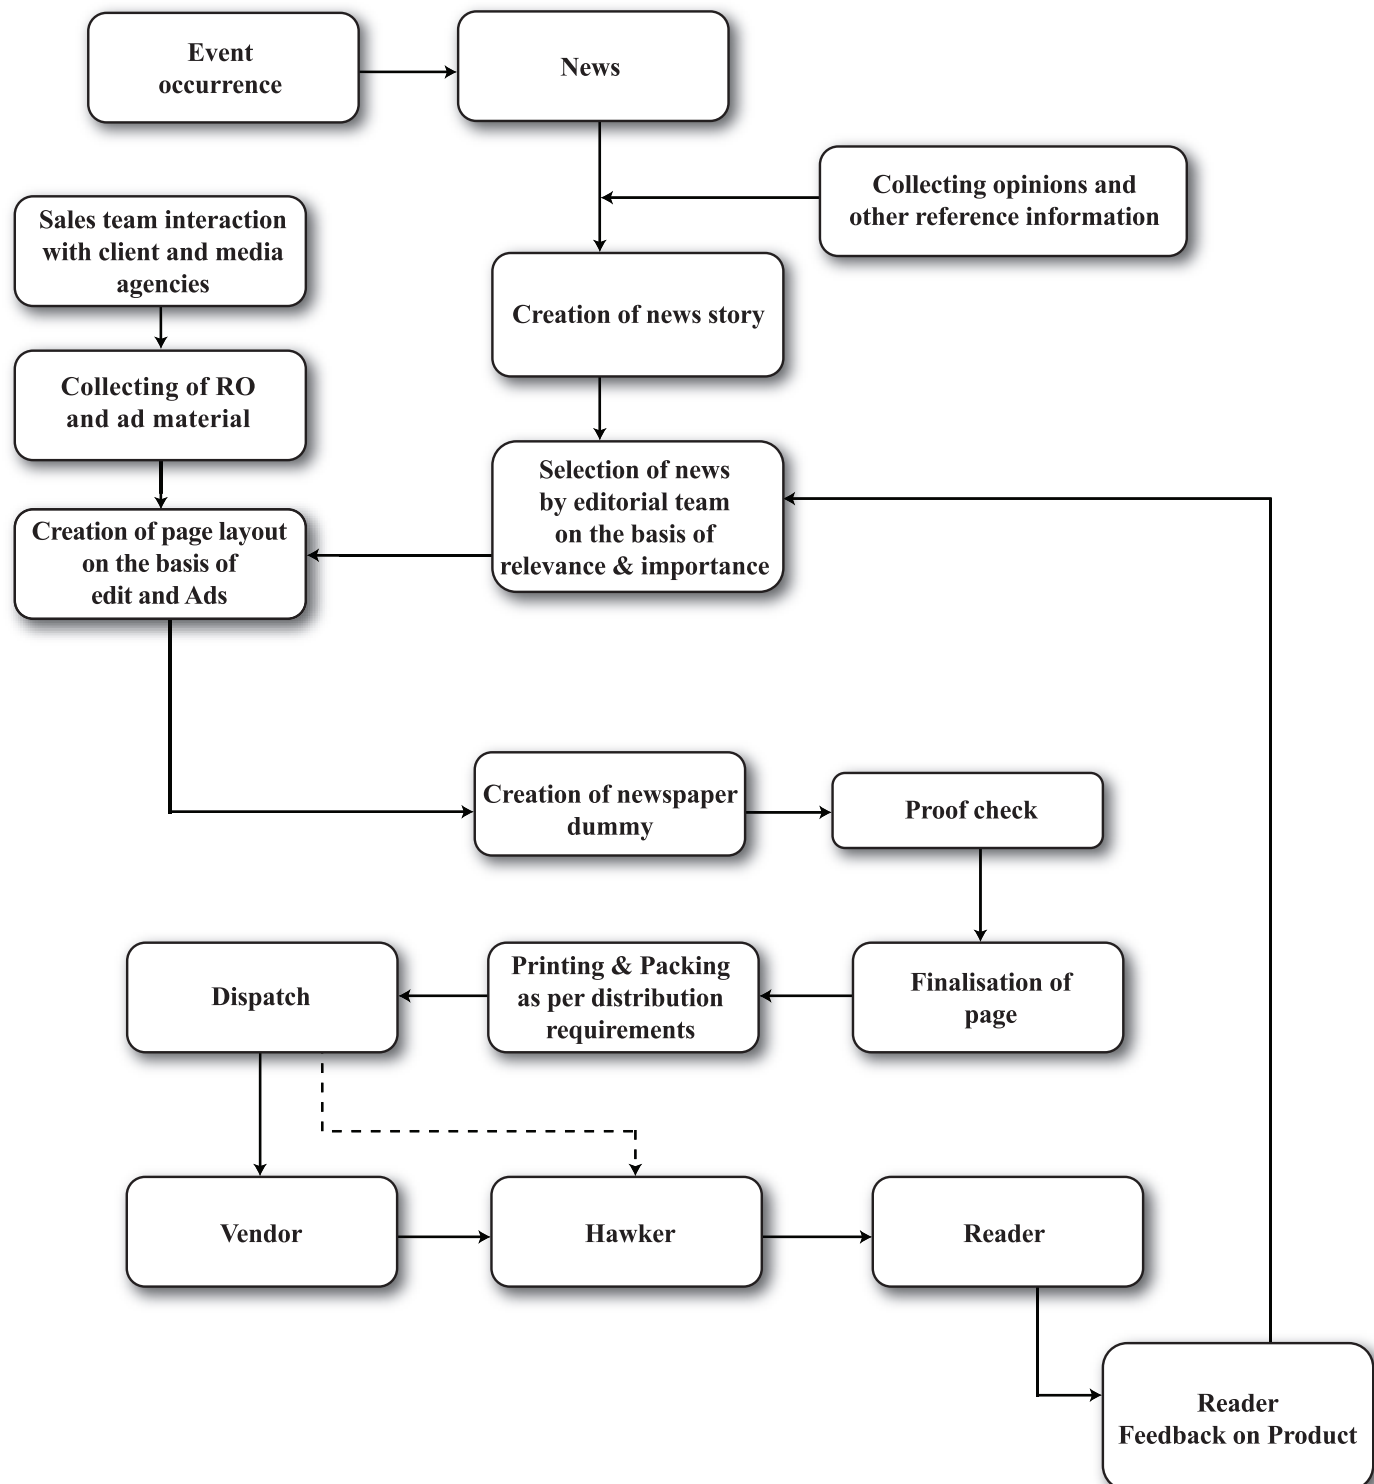 Event
occurrence
News
Collecting opinions and
other reference information
Sales team interaction
with client and media
agencies
Creation of news story
Collecting of RO
and ad material
Selection of news
by editorial team
on the basis of
relevance & importance
Creation of page layout
on the basis of
edit and Ads
Creation of newspaper
dummy
Proof check
Dispatch
Printing & Packing
as per distribution
requirements
Finalisation of
page
Vendor
Hawker
Reader
Reader
Feedback on Product